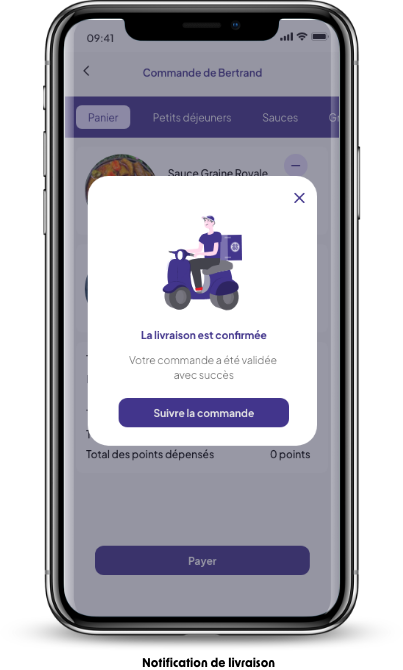 09:41
Commande de Bertrand
Panier
Petits déjeuners
Sauces
Sauce Graine Royale
La livraison est confirmée
Votre commande a été validée
avec succès
Suivre la commande
Total des points dépensés
0 points
Payer
Notification de livraison